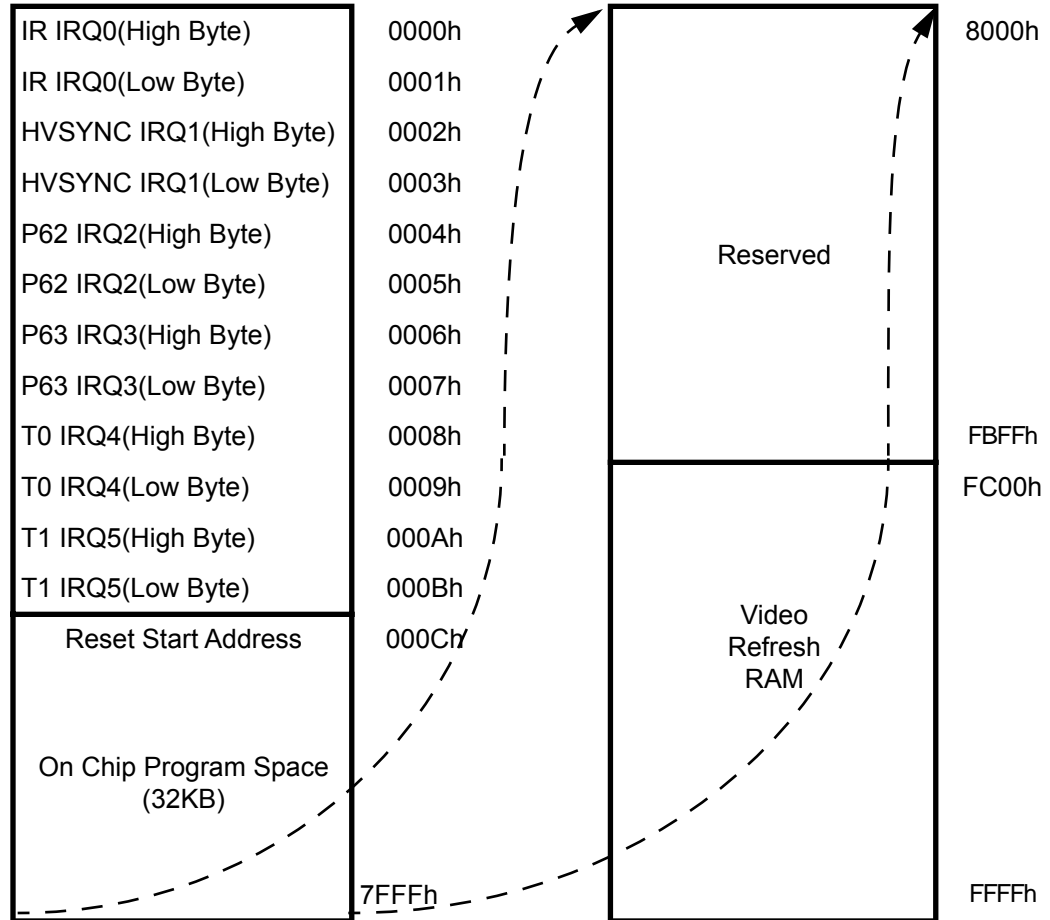 IR IRQ0(High Byte) 0000h
IR IRQ0(Low Byte) 0001h
HVSYNC IRQ1(High Byte) 0002h
HVSYNC IRQ1(Low Byte) 0003h
P62 IRQ2(High Byte) 0004h
P62 IRQ2(Low Byte) 0005h
P63 IRQ3(High Byte) 0006h
P63 IRQ3(Low Byte) 0007h
T0 IRQ4(High Byte) 0008h
T0 IRQ4(Low Byte) 0009h
T1 IRQ5(High Byte) 000Ah
T1 IRQ5(Low Byte) 000Bh
Reset Start Address 000Ch
On Chip Program Space
(32KB)
7FFFh
8000h
Reserved
FBFFh
FC00h
Video
Refresh
RAM
FFFFh